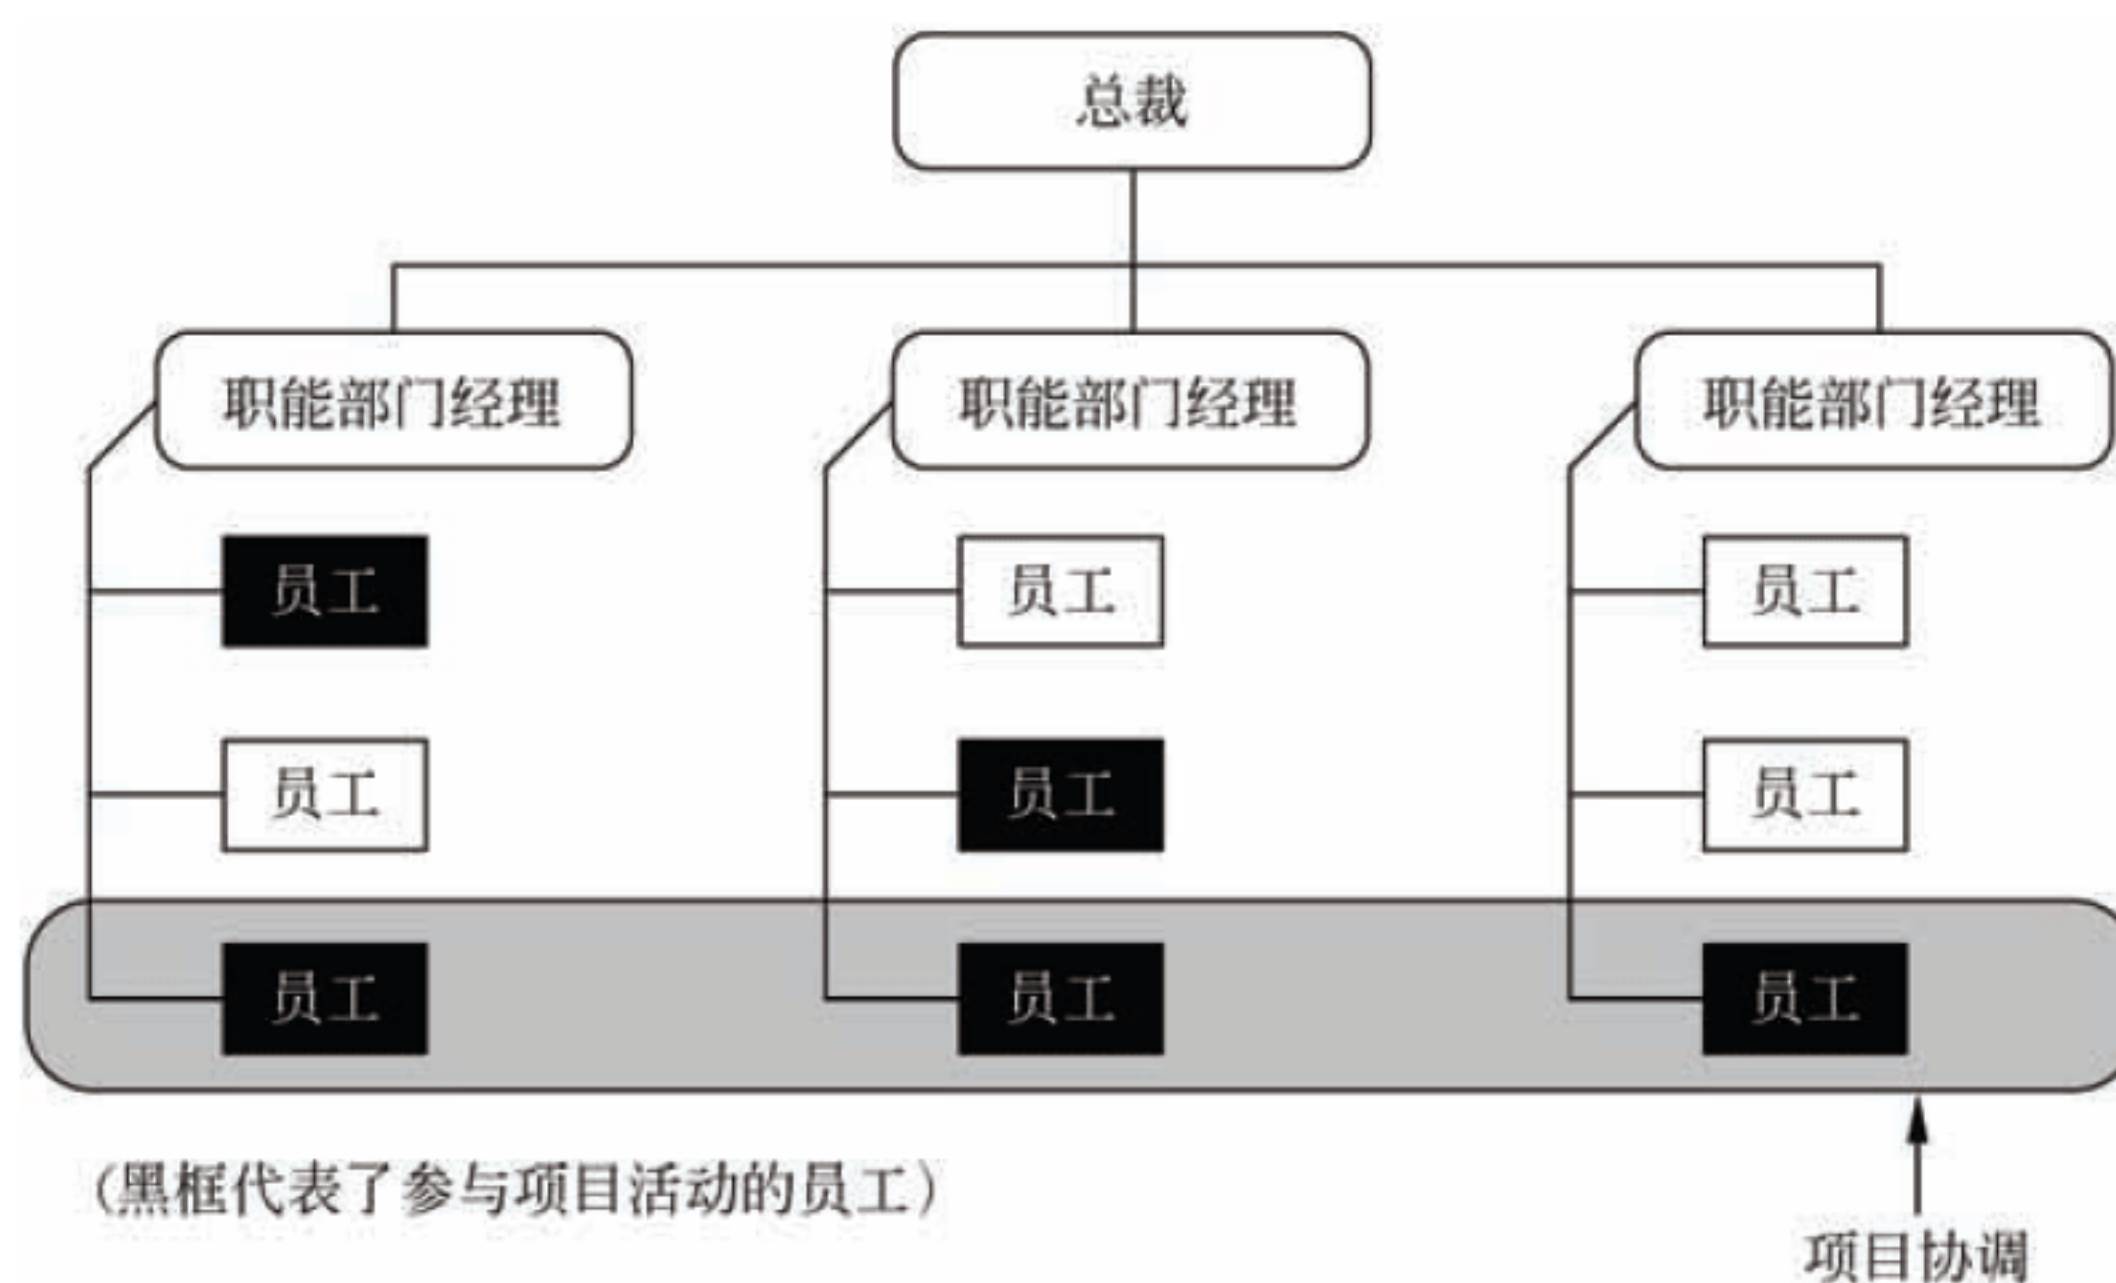 总裁
职能部门经理 职能部门经理 职能部门经理
员工 员工 员工
员工 员工 员工
员工 员工 员工
(黑框代表了参与项目活动的员工)
项目协调